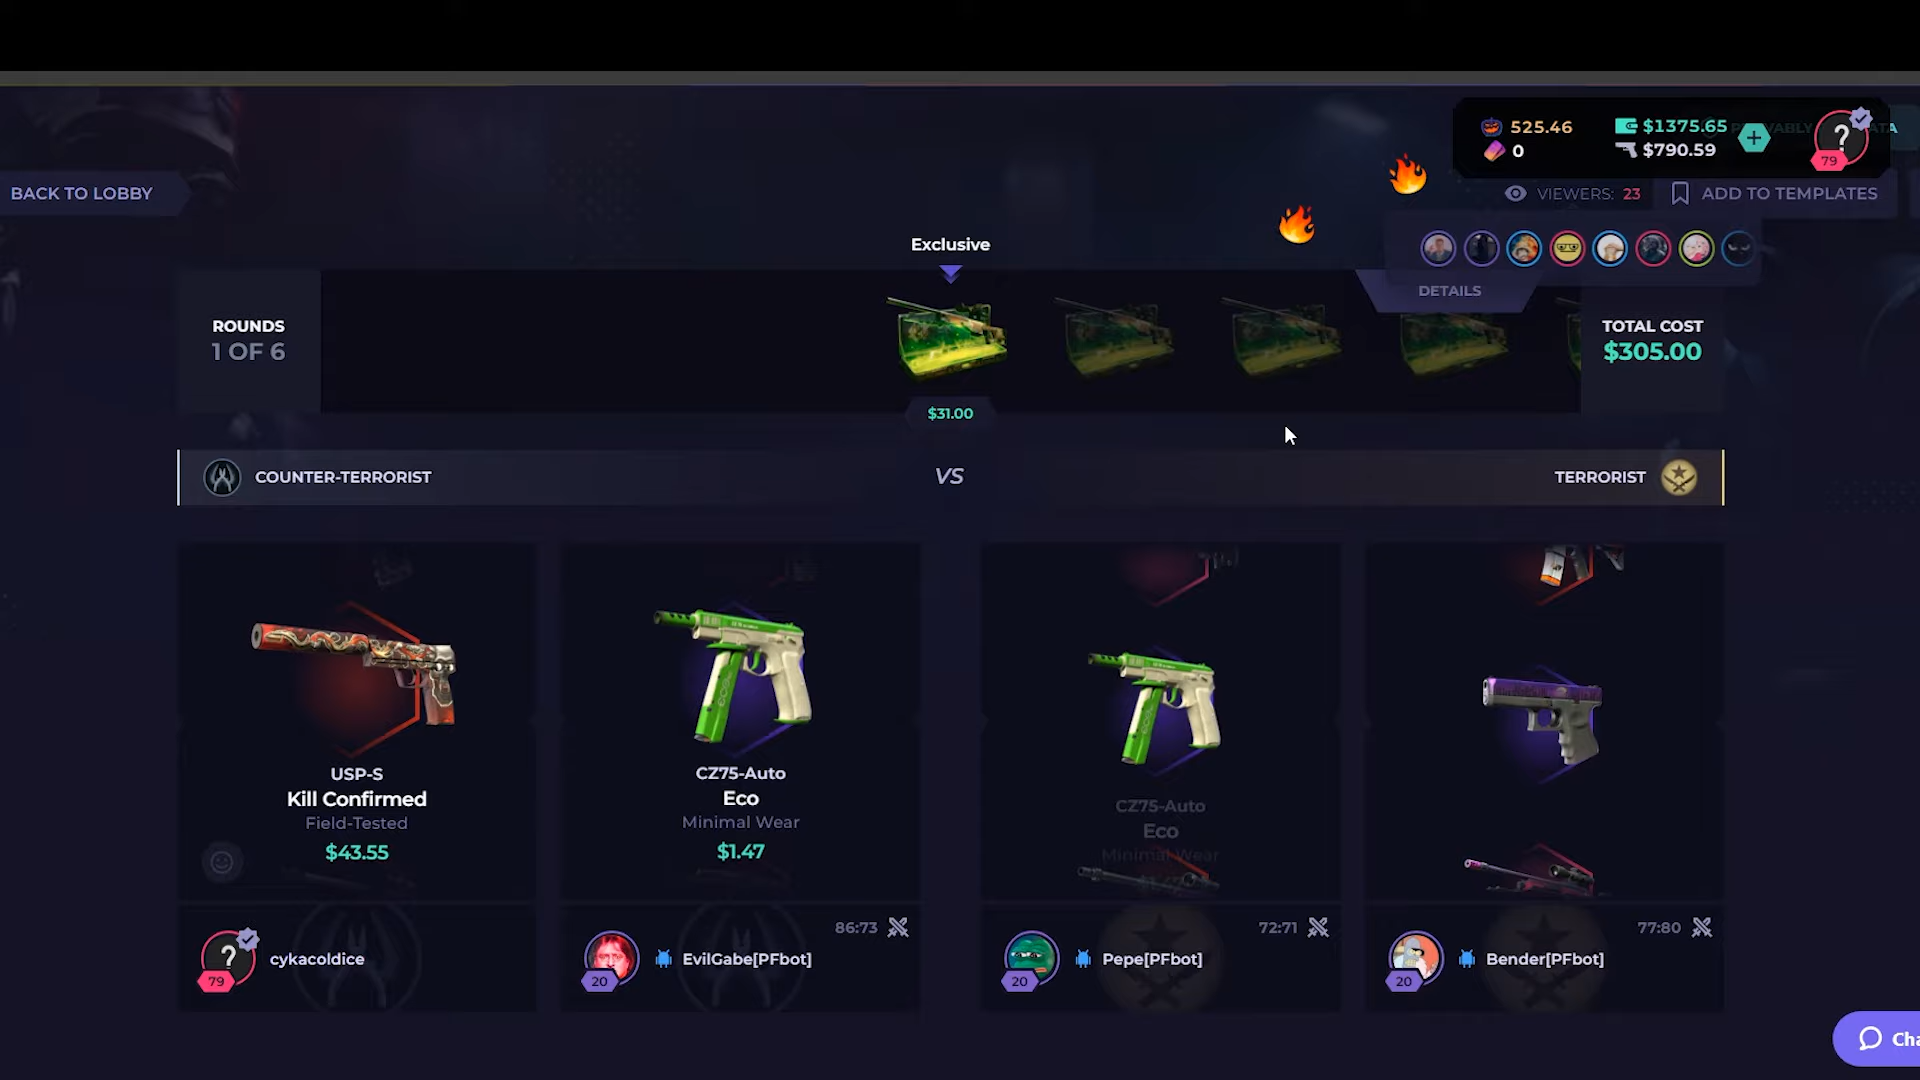 525.46
$1375.65
0
$790.59
79
BACK TO LOBBY
VIEWERS: 23
ADD TO TEMPLATES
Exclusive
DETAILS
ROUNDS
1 OF 6
TOTAL COST
$305.00
$31.00
COUNTER-TERRORIST
VS
TERRORIST
USP-S
Kill Confirmed
Field-Tested
$43.55
CZ75-Auto
Eco
Minimal Wear
$1.47
CZ75-Auto
Eco
Minimal Wear
79
cykacoldice
86:73
20
EvilGabe[PFbot]
72:71
20
Pepe[PFbot]
77:80
20
Bender[PFbot]